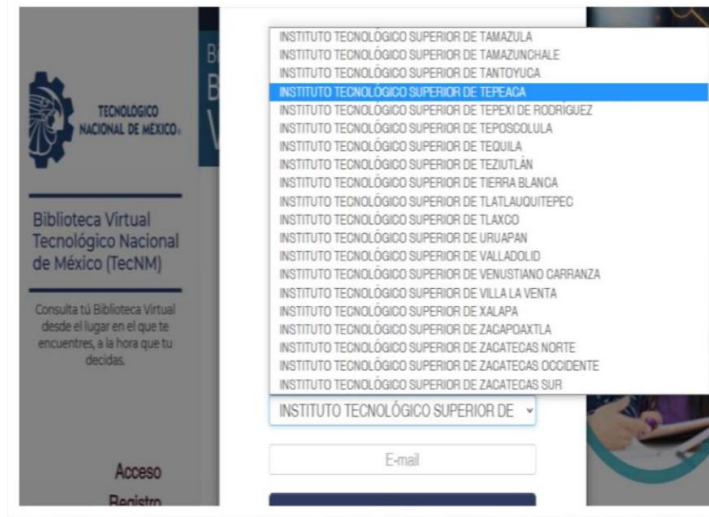 TECNOLÓGICO
NACIONAL DE MÉXICO®
Biblioteca Virtual
Tecnológico Nacional
de México (TecNM)
Consulta tú Biblioteca Virtual
desde el lugar en el que te
encuentres, a la hora que tu
decidas.
Acceso
Registro
INSTITUTO TECNOLÓGICO SUPERIOR DE TAMAZULA
INSTITUTO TECNOLÓGICO SUPERIOR DE TAMAZUNCHALE
INSTITUTO TECNOLÓGICO SUPERIOR DE TANTOYUCA
INSTITUTO TECNOLÓGICO SUPERIOR DE TEPEACA
INSTITUTO TECNOLÓGICO SUPERIOR DE TEPEXI DE RODRÍGUEZ
INSTITUTO TECNOLÓGICO SUPERIOR DE TEPOSCOLULA
INSTITUTO TECNOLÓGICO SUPERIOR DE TEQUILA
INSTITUTO TECNOLÓGICO SUPERIOR DE TEZIUTLÁN
INSTITUTO TECNOLÓGICO SUPERIOR DE TIERRA BLANCA
INSTITUTO TECNOLÓGICO SUPERIOR DE TLATLAUQUITEPEC
INSTITUTO TECNOLÓGICO SUPERIOR DE TLAXCO
INSTITUTO TECNOLÓGICO SUPERIOR DE URUAPAN
INSTITUTO TECNOLÓGICO SUPERIOR DE VALLADOLID
INSTITUTO TECNOLÓGICO SUPERIOR DE VENUSTIANO CARRANZA
INSTITUTO TECNOLÓGICO SUPERIOR DE VILLA LA VENTA
INSTITUTO TECNOLÓGICO SUPERIOR DE XALAPA
INSTITUTO TECNOLÓGICO SUPERIOR DE ZACAPOAXTLA
INSTITUTO TECNOLÓGICO SUPERIOR DE ZACATECAS NORTE
INSTITUTO TECNOLÓGICO SUPERIOR DE ZACATECAS OCCIDENTE
INSTITUTO TECNOLÓGICO SUPERIOR DE ZACATECAS SUR
INSTITUTO TECNOLÓGICO SUPERIOR DE
E-mail